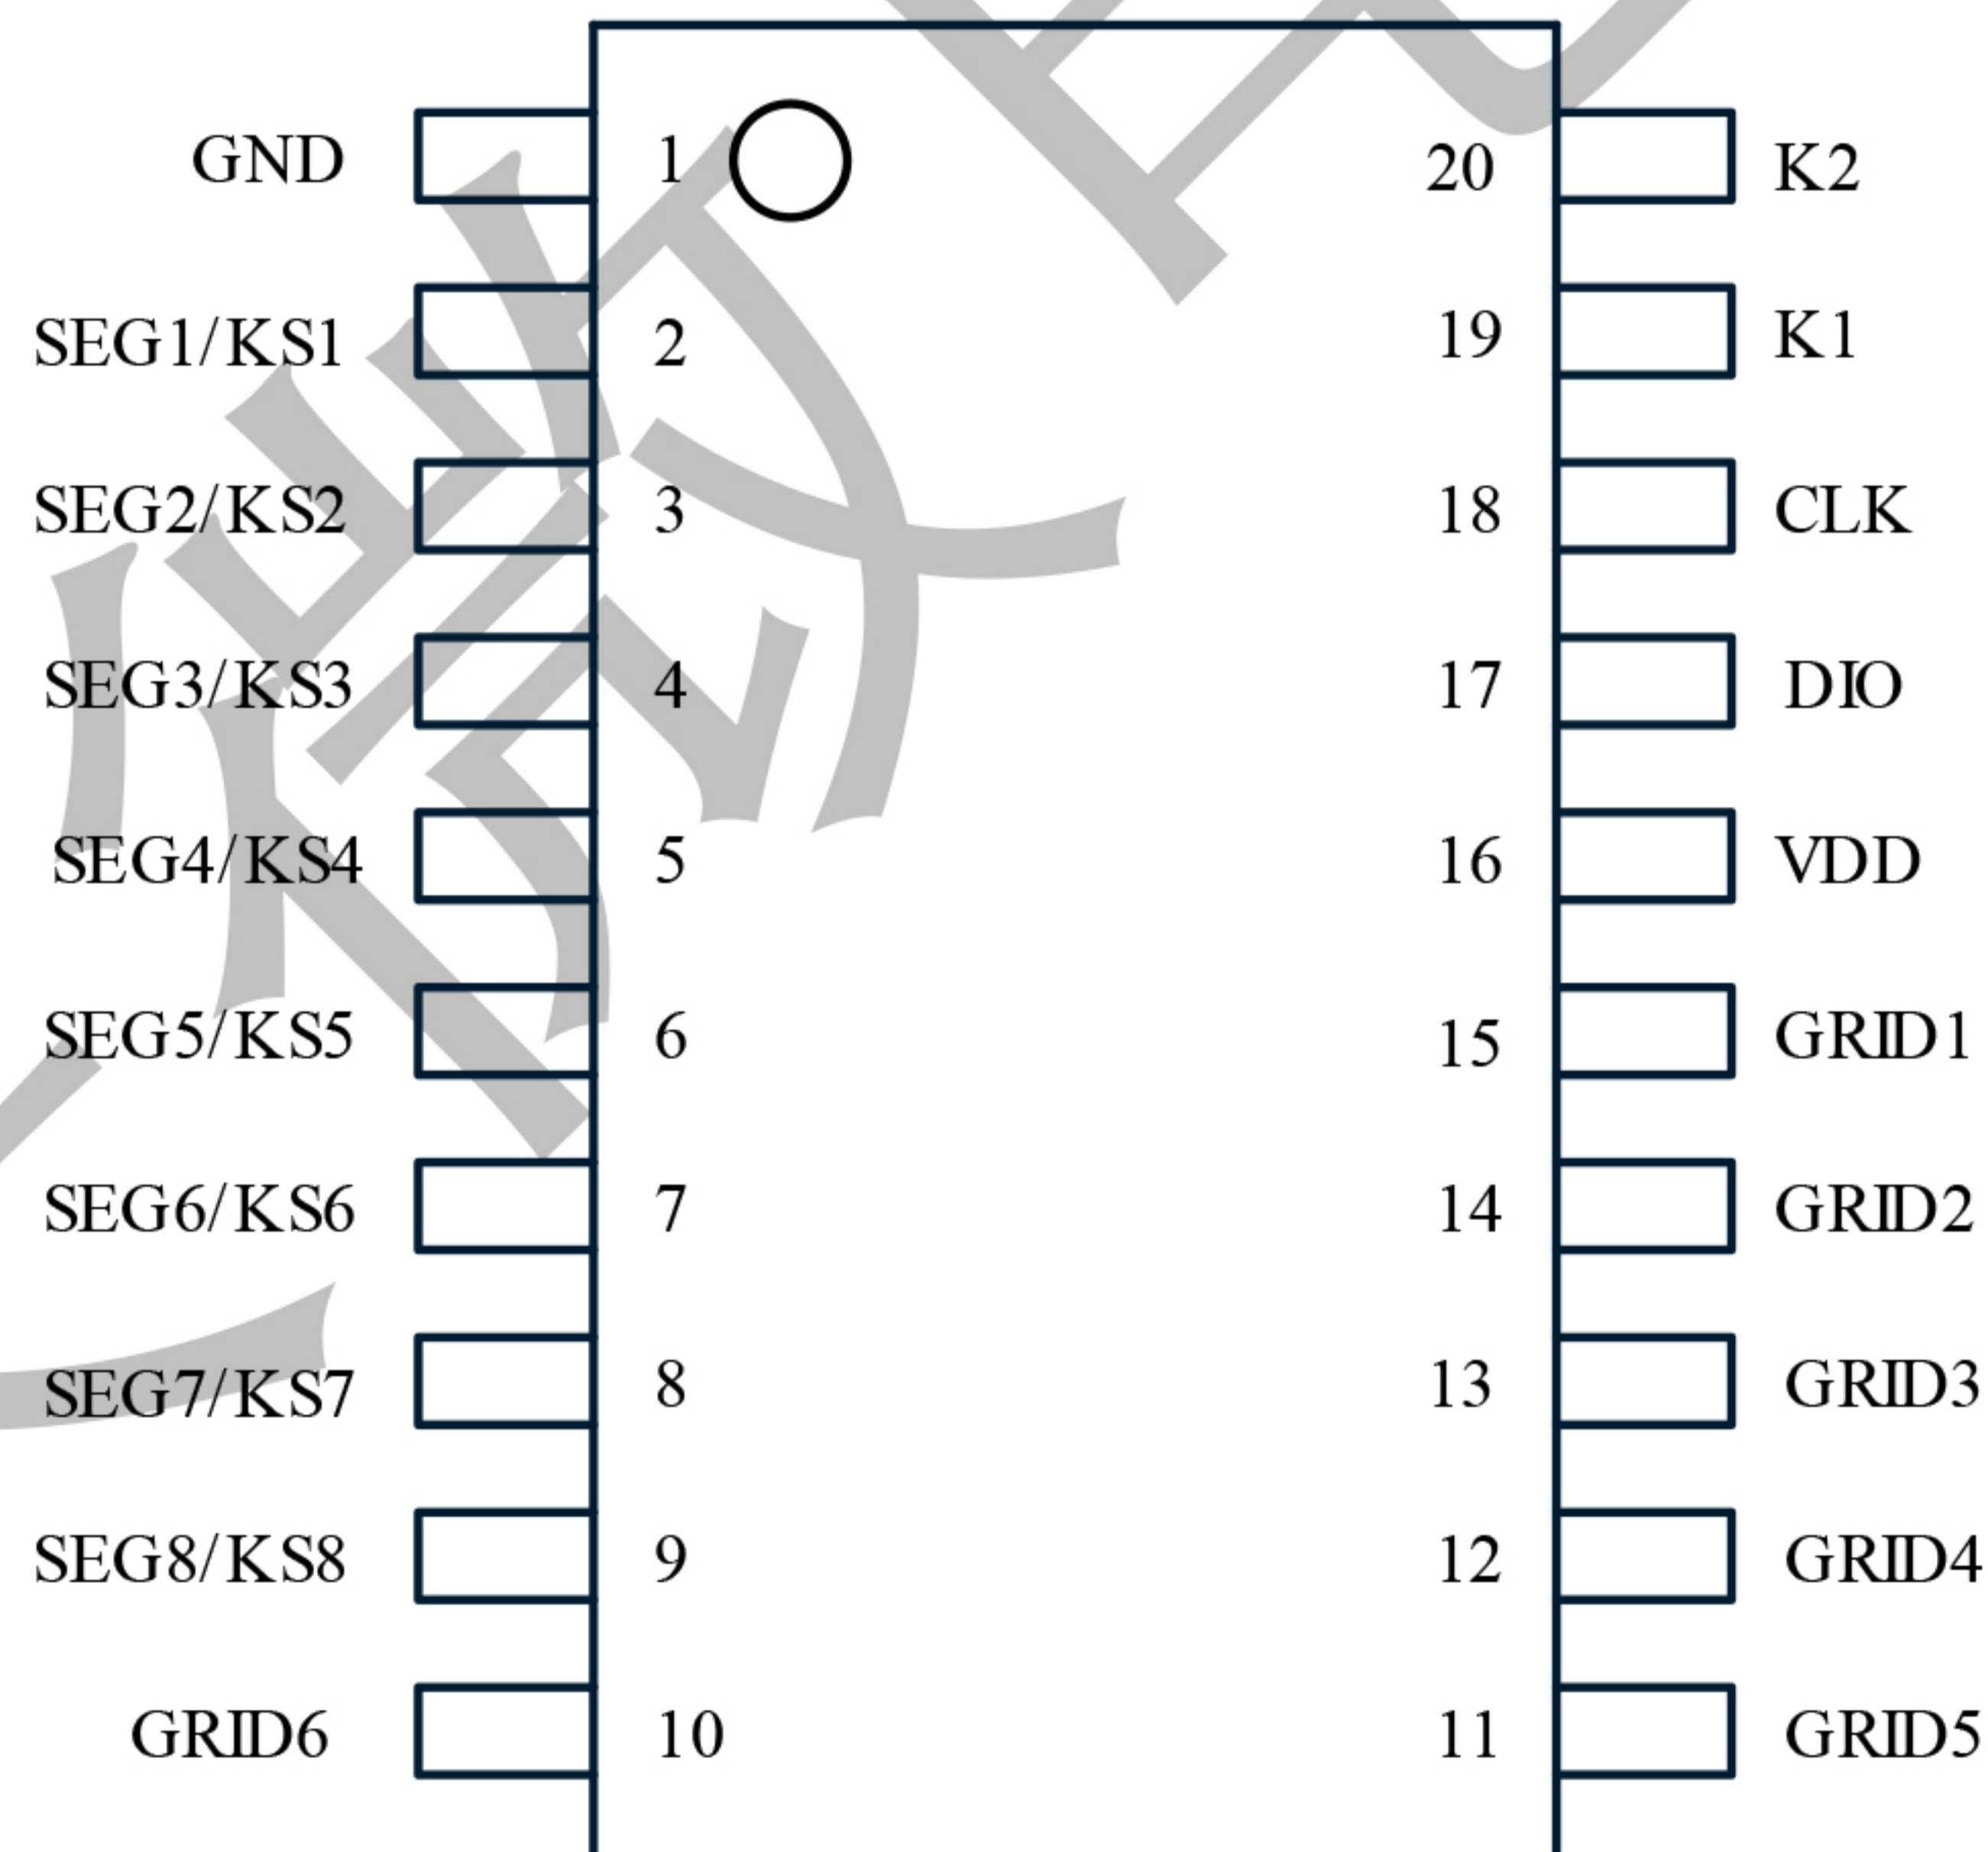 GND 1 20 K2
SEG1/KS1 2 19 K1
SEG2/KS2 3 18 CLK
SEG3/KS3 4 17 DIO
SEG4/KS4 5 16 VDD
SEG5/KS5 6 15 GRID1
SEG6/KS6 7 14 GRID2
SEG7/KS7 8 13 GRID3
SEG8/KS8 9 12 GRID4
GRID6 10 11 GRID5